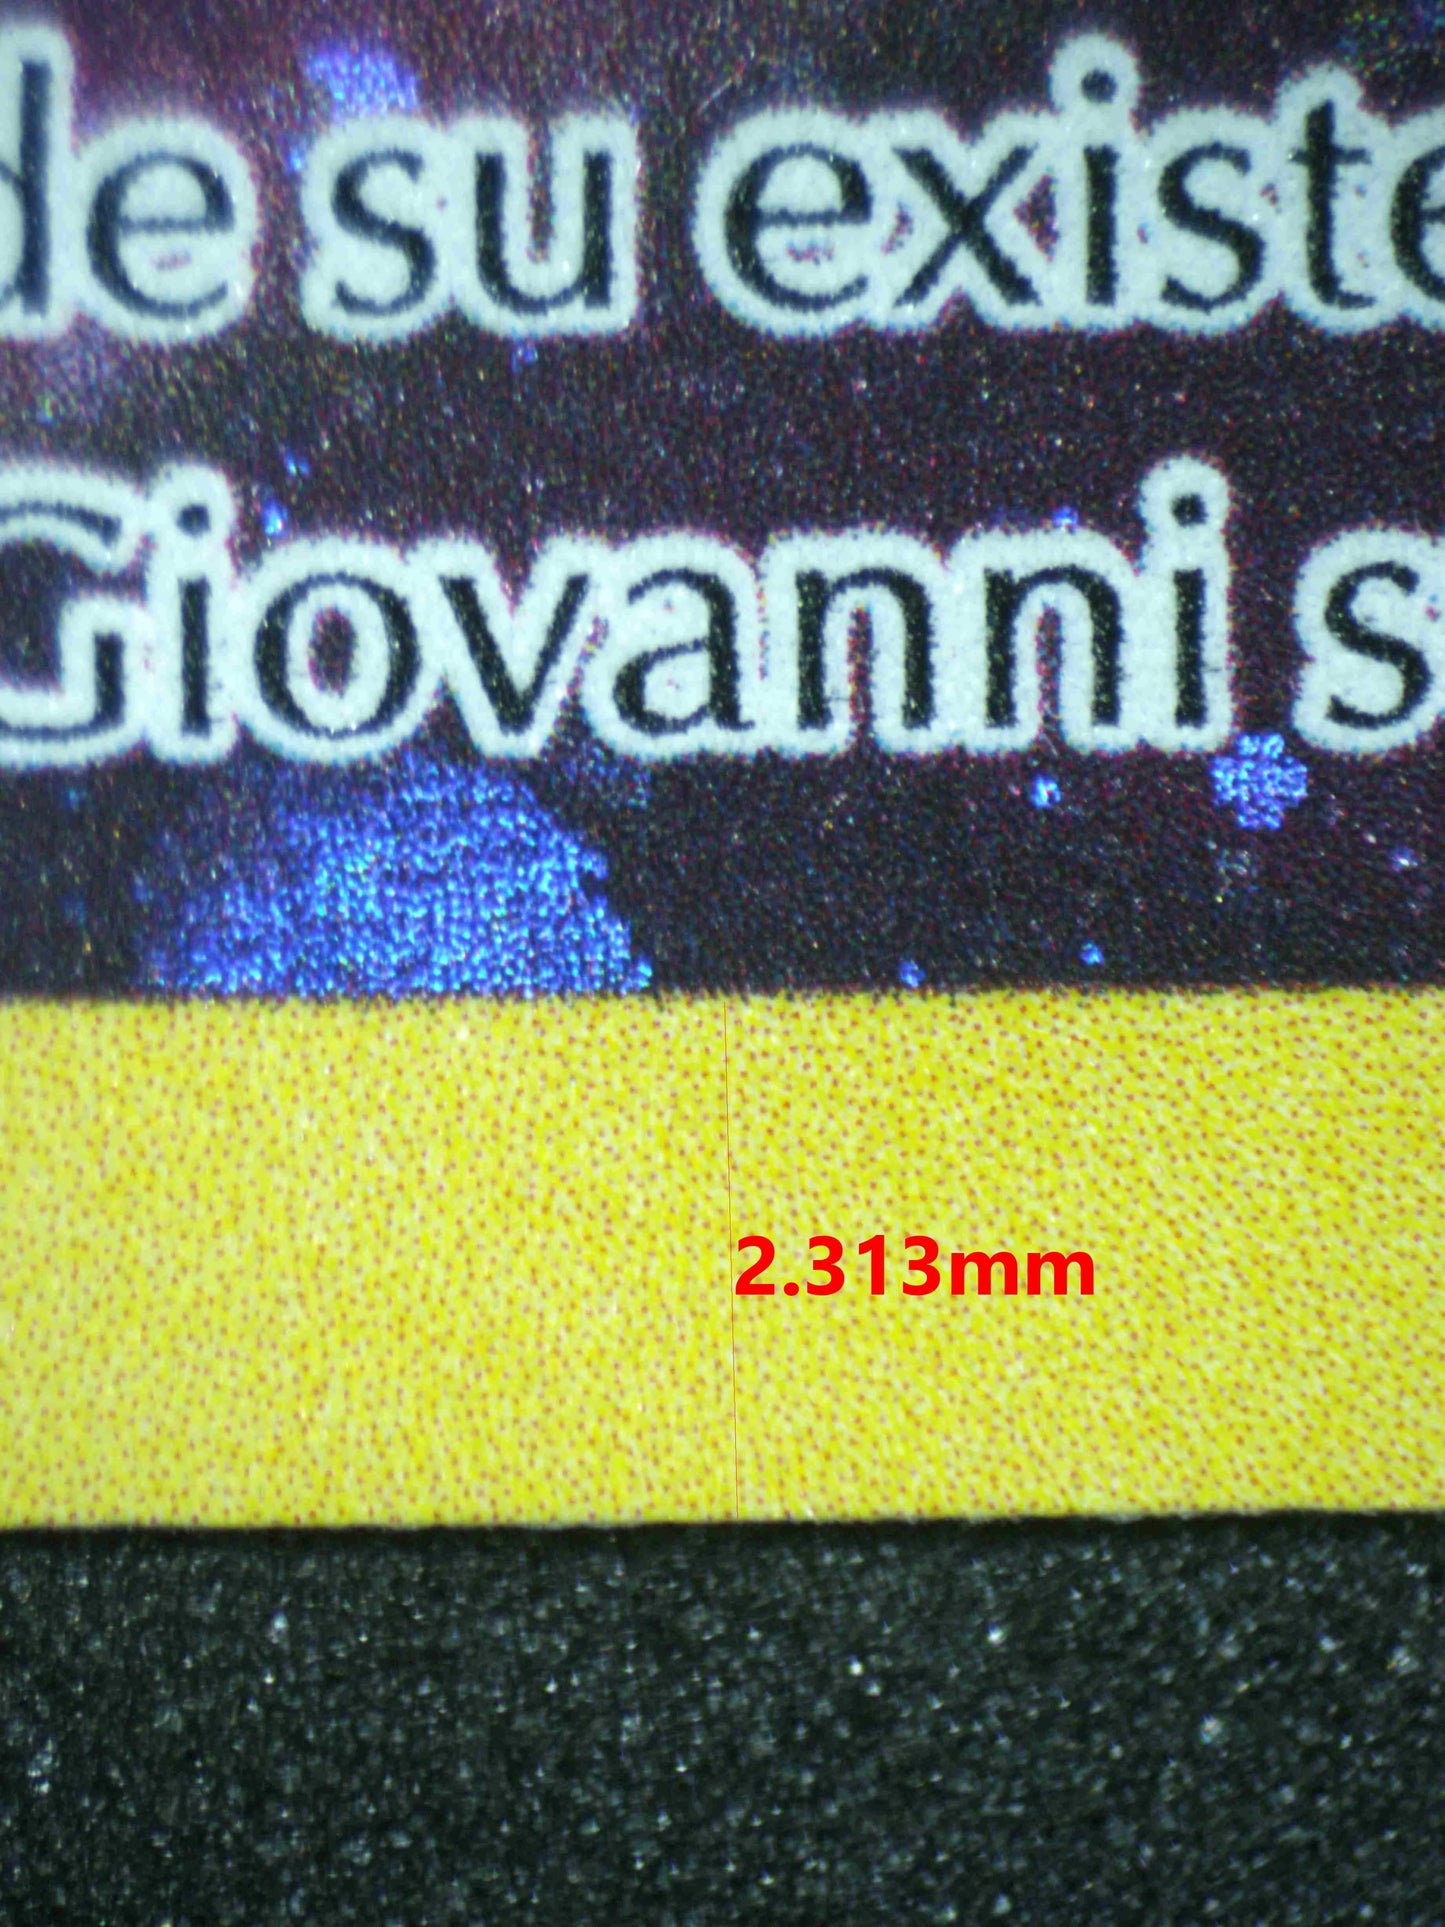 de su existe
Giovanni s
2.313mm